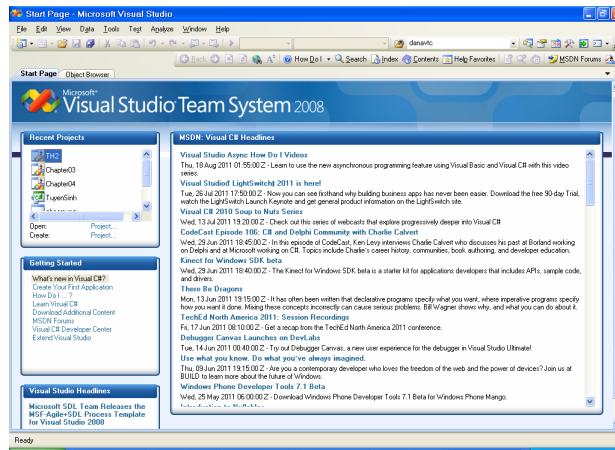 Start Page - Microsoft Visual Studio
File Edit View Data Tools Test Analyze Window Help
danavtc
Back How Do I Search Index Contents Help Favorites MSDN Forums
Start Page Object Browser
Microsoft®
Visual Studio Team System 2008
Recent Projects
TH2
Chapter03
Chapter04
TuyenSinh
Open: Project...
Create: Project...
Getting Started
What's new in Visual C#?
Create Your First Application
How Do I ... ?
Learn Visual C#
Download Additional Content
MSDN Forums
Visual C# Developer Center
Extend Visual Studio
Visual Studio Headlines
Microsoft SDL Team Releases the
MSF-Agile+SDL Process Template
for Visual Studio 2008
MSDN: Visual C# Headlines
Visual Studio Async How Do I Videos
Thu, 18 Aug 2011 01:55:00 Z - Learn to use the new asynchronous programming feature using Visual Basic and Visual C# with this video
series.
Visual Studio® LightSwitch† 2011 is here!
Tue, 26 Jul 2011 17:50:00 Z - Now you can see firsthand why building business apps has never been easier. Download the free 90-day Trial,
watch the LightSwitch Launch Keynote and get general product information on the LightSwitch site.
Visual C# 2010 Soup to Nuts Series
Wed, 13 Jul 2011 19:20:00 Z - Check out this series of webcasts that explore progressively deeper into Visual C#
CodeCast Episode 106: C# and Delphi Community with Charlie Calvert
Wed, 29 Jun 2011 18:45:00 Z - In this episode of CodeCast, Ken Levy interviews Charlie Calvert who discusses his past at Borland working
on Delphi and at Microsoft working on C#. Topics include Charlie's career history, communities, book authoring, and developer education.
Kinect for Windows SDK beta
Wed, 29 Jun 2011 18:40:00 Z - The Kinect for Windows SDK beta is a starter kit for applications developers that includes APIs, sample code,
and drivers.
There Be Dragons
Mon, 13 Jun 2011 19:15:00 Z - It has often been written that declarative programs specify what you want, where imperative programs specify
how you want it done. Mixing these concepts incorrectly can cause serious problems. Bill Wagner shows why, and what you can do about it.
TechEd North America 2011: Session Recordings
Fri, 17 Jun 2011 08:10:00 Z - Get a recap from the TechEd North America 2011 conference.
Debugger Canvas Launches on DevLabs
Tue, 14 Jun 2011 00:40:00 Z - Try out Debugger Canvas, a new user experience for the debugger in Visual Studio Ultimate!
Use what you know. Do what you've always imagined.
Thu, 09 Jun 2011 19:15:00 Z - Are you a contemporary developer who loves the freedom of the web and the power of devices? Join us at
BUILD to learn more about the future of Windows.
Windows Phone Developer Tools 7.1 Beta
Wed, 25 May 2011 06:00:00 Z - Download Windows Phone Developer Tools 7.1 Beta for Windows Phone Mango.
Ready